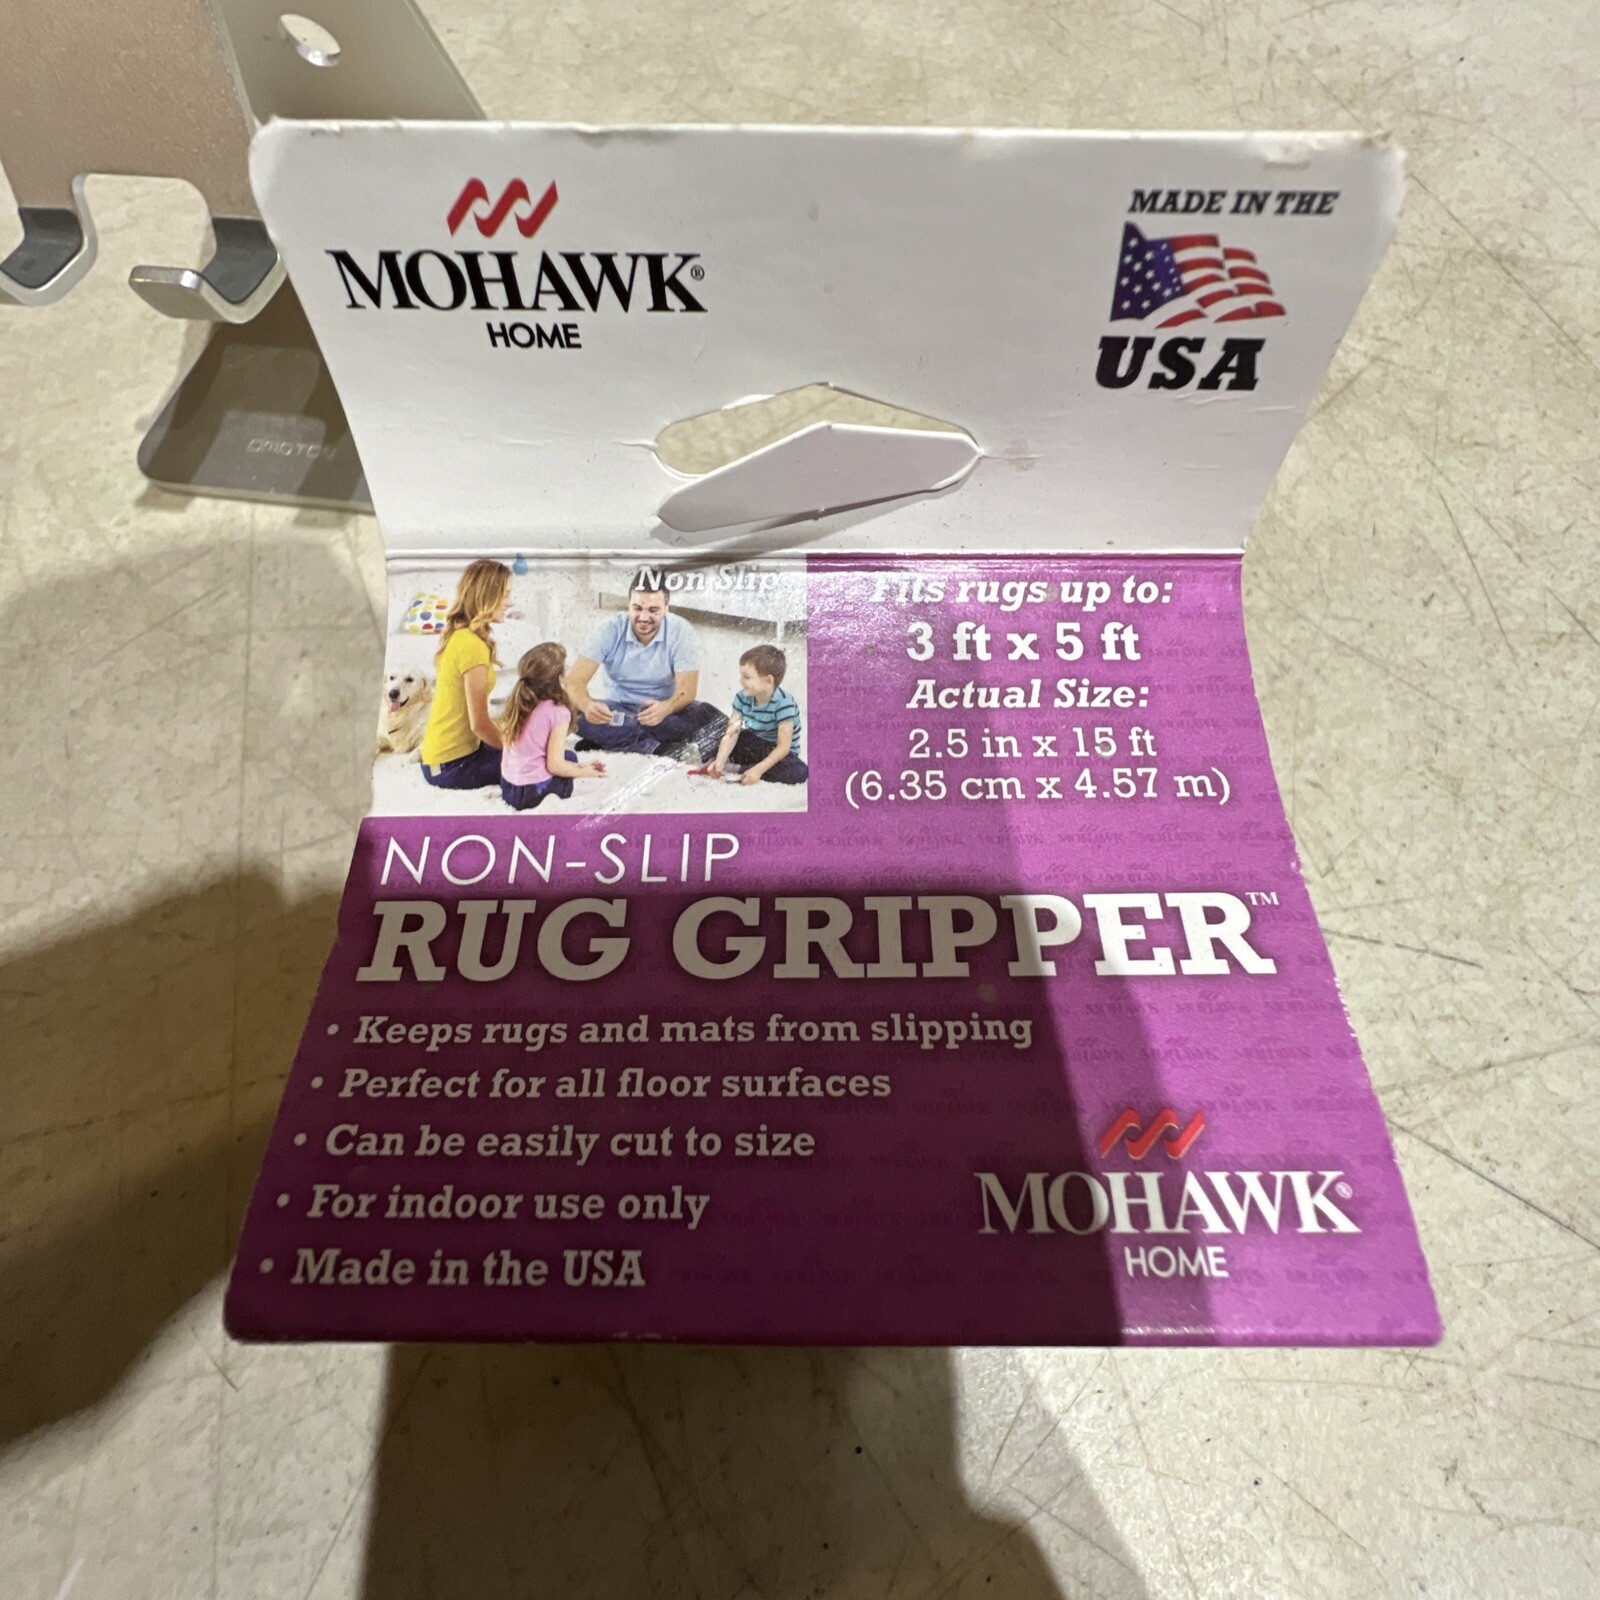 MOHAWK®
HOME
MADE IN THE
USA
OMOTON
Non Slip
Fits rugs up to:
3 ft x 5 ft
Actual Size:
2.5 in x 15 ft
(6.35 cm x 4.57 m)
NON-SLIP
RUG GRIPPER™
• Keeps rugs and mats from slipping
• Perfect for all floor surfaces
• Can be easily cut to size
• For indoor use only
• Made in the USA
MOHAWK®
HOME